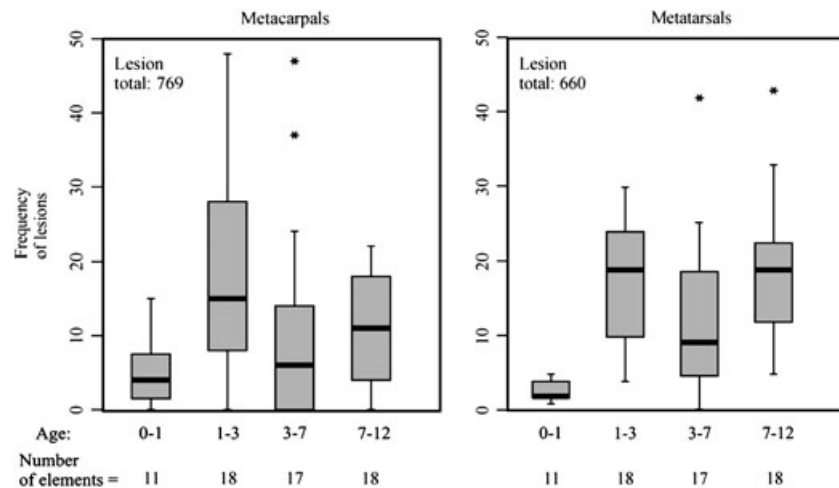 Metacarpals
Metatarsals
Lesion
total: 769
Lesion
total: 660
Frequency
of lesions
50
40
30
20
10
0
50
40
30
20
10
0
Age: 0-1 1-3 3-7 7-12 0-1 1-3 3-7 7-12
Number
of elements = 11 18 17 18 11 18 17 18